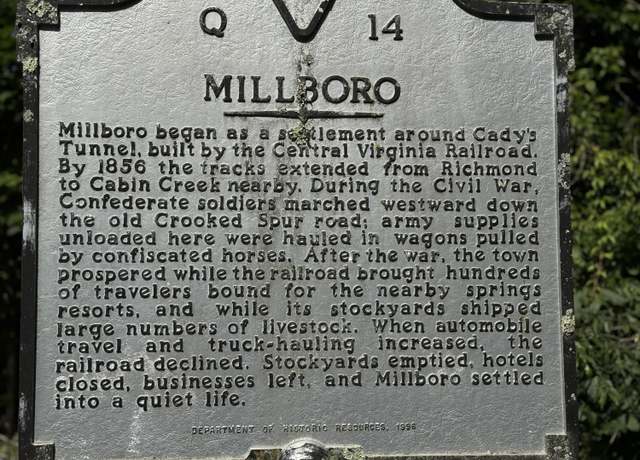 Q 14
MILLBORO
Millboro began as a settlement around Cady's
Tunnel, built by the Central Virginia Railroad.
By 1856 the tracks extended from Richmond
to Cabin Creek nearby. During the Civil War,
Confederate soldiers marched westward down
the old Crooked Spur road; army supplies
unloaded here were hauled in wagons pulled
by confiscated horses. After the war, the town
prospered while the railroad brought hundreds
of travelers bound for the nearby springs
resorts, and while its stockyards shipped
large numbers of livestock. When automobile
travel and truck-hauling increased, the
railroad declined. Stockyards emptied, hotels
closed, businesses left, and Millboro settled
into a quiet life.
DEPARTMENT OF HISTORIC RESOURCES, 1996